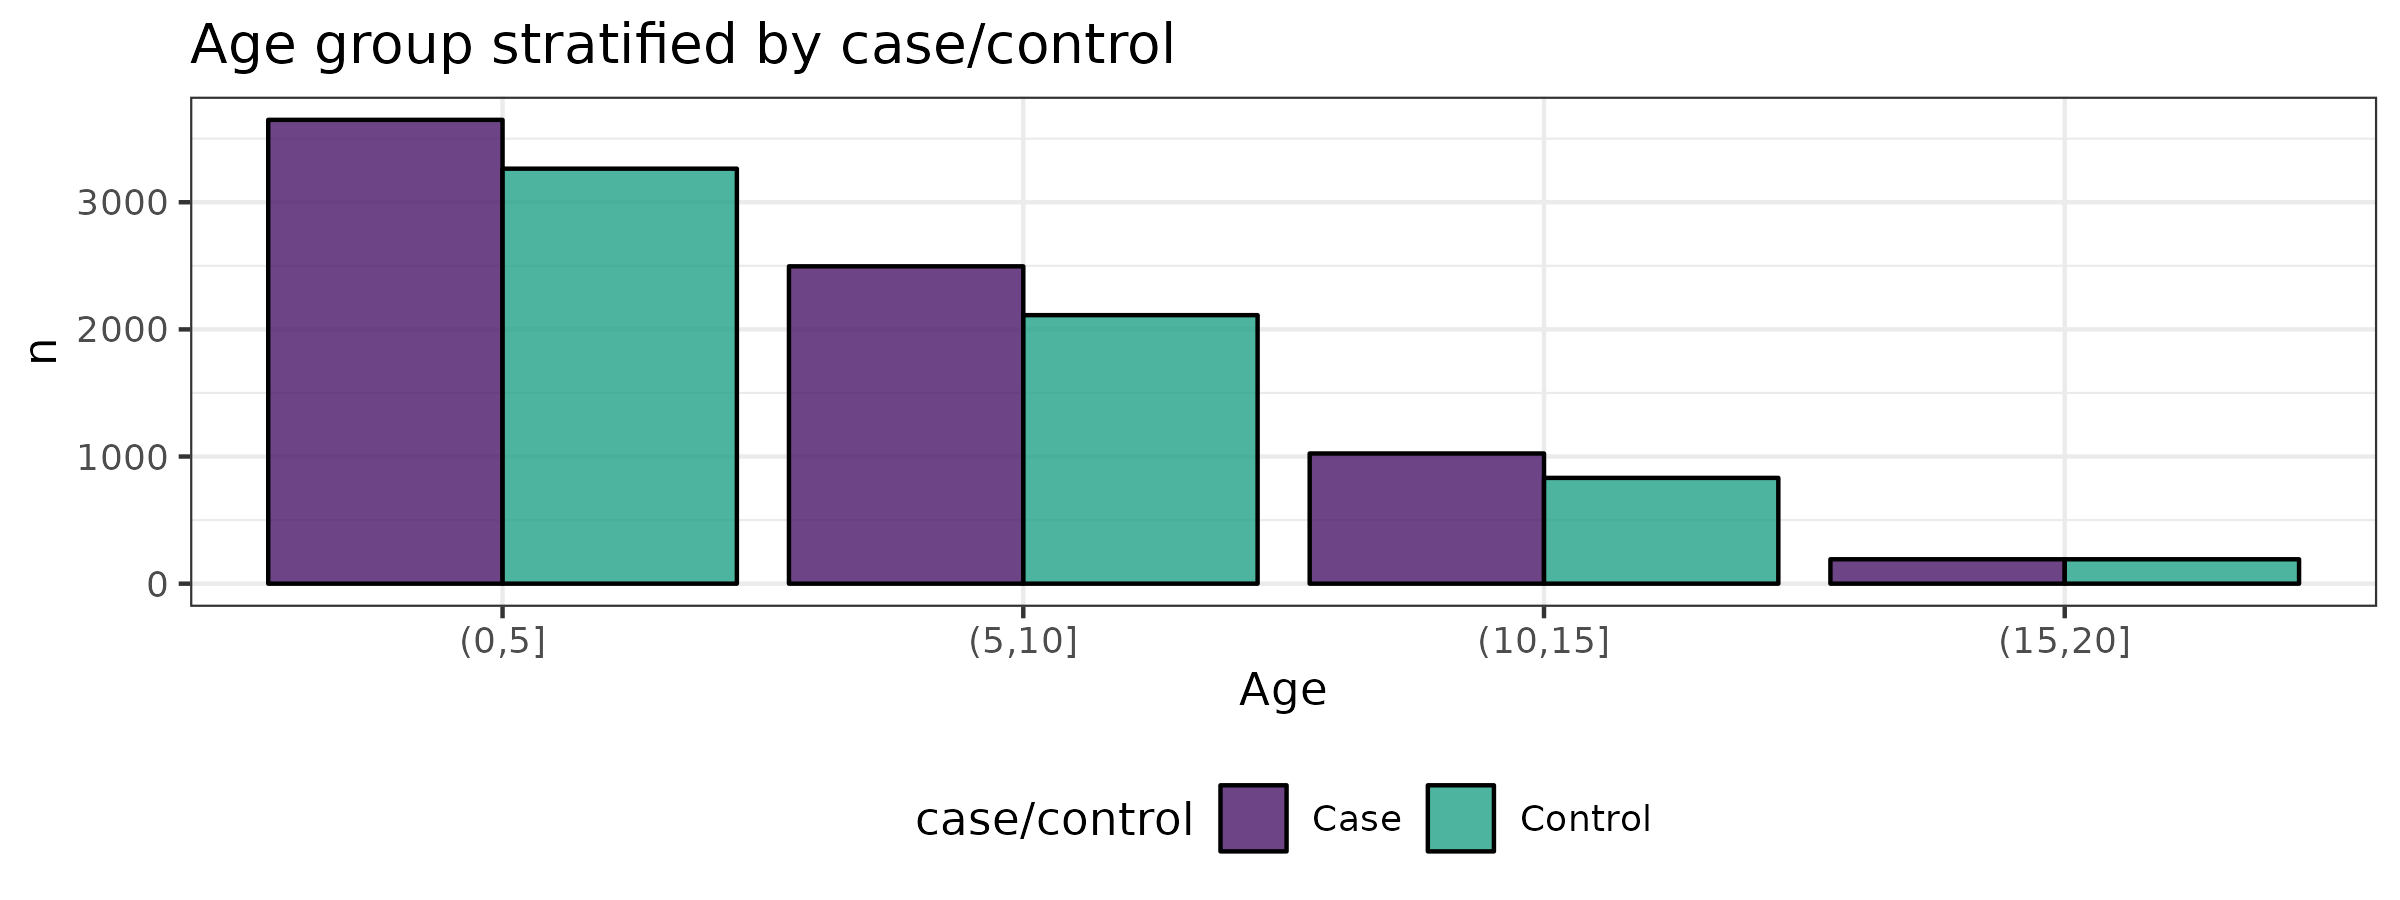 Age group stratified by case/control
n
3000
2000
1000
0
(0,5] (5,10] (10,15] (15,20]
Age
case/control Case Control